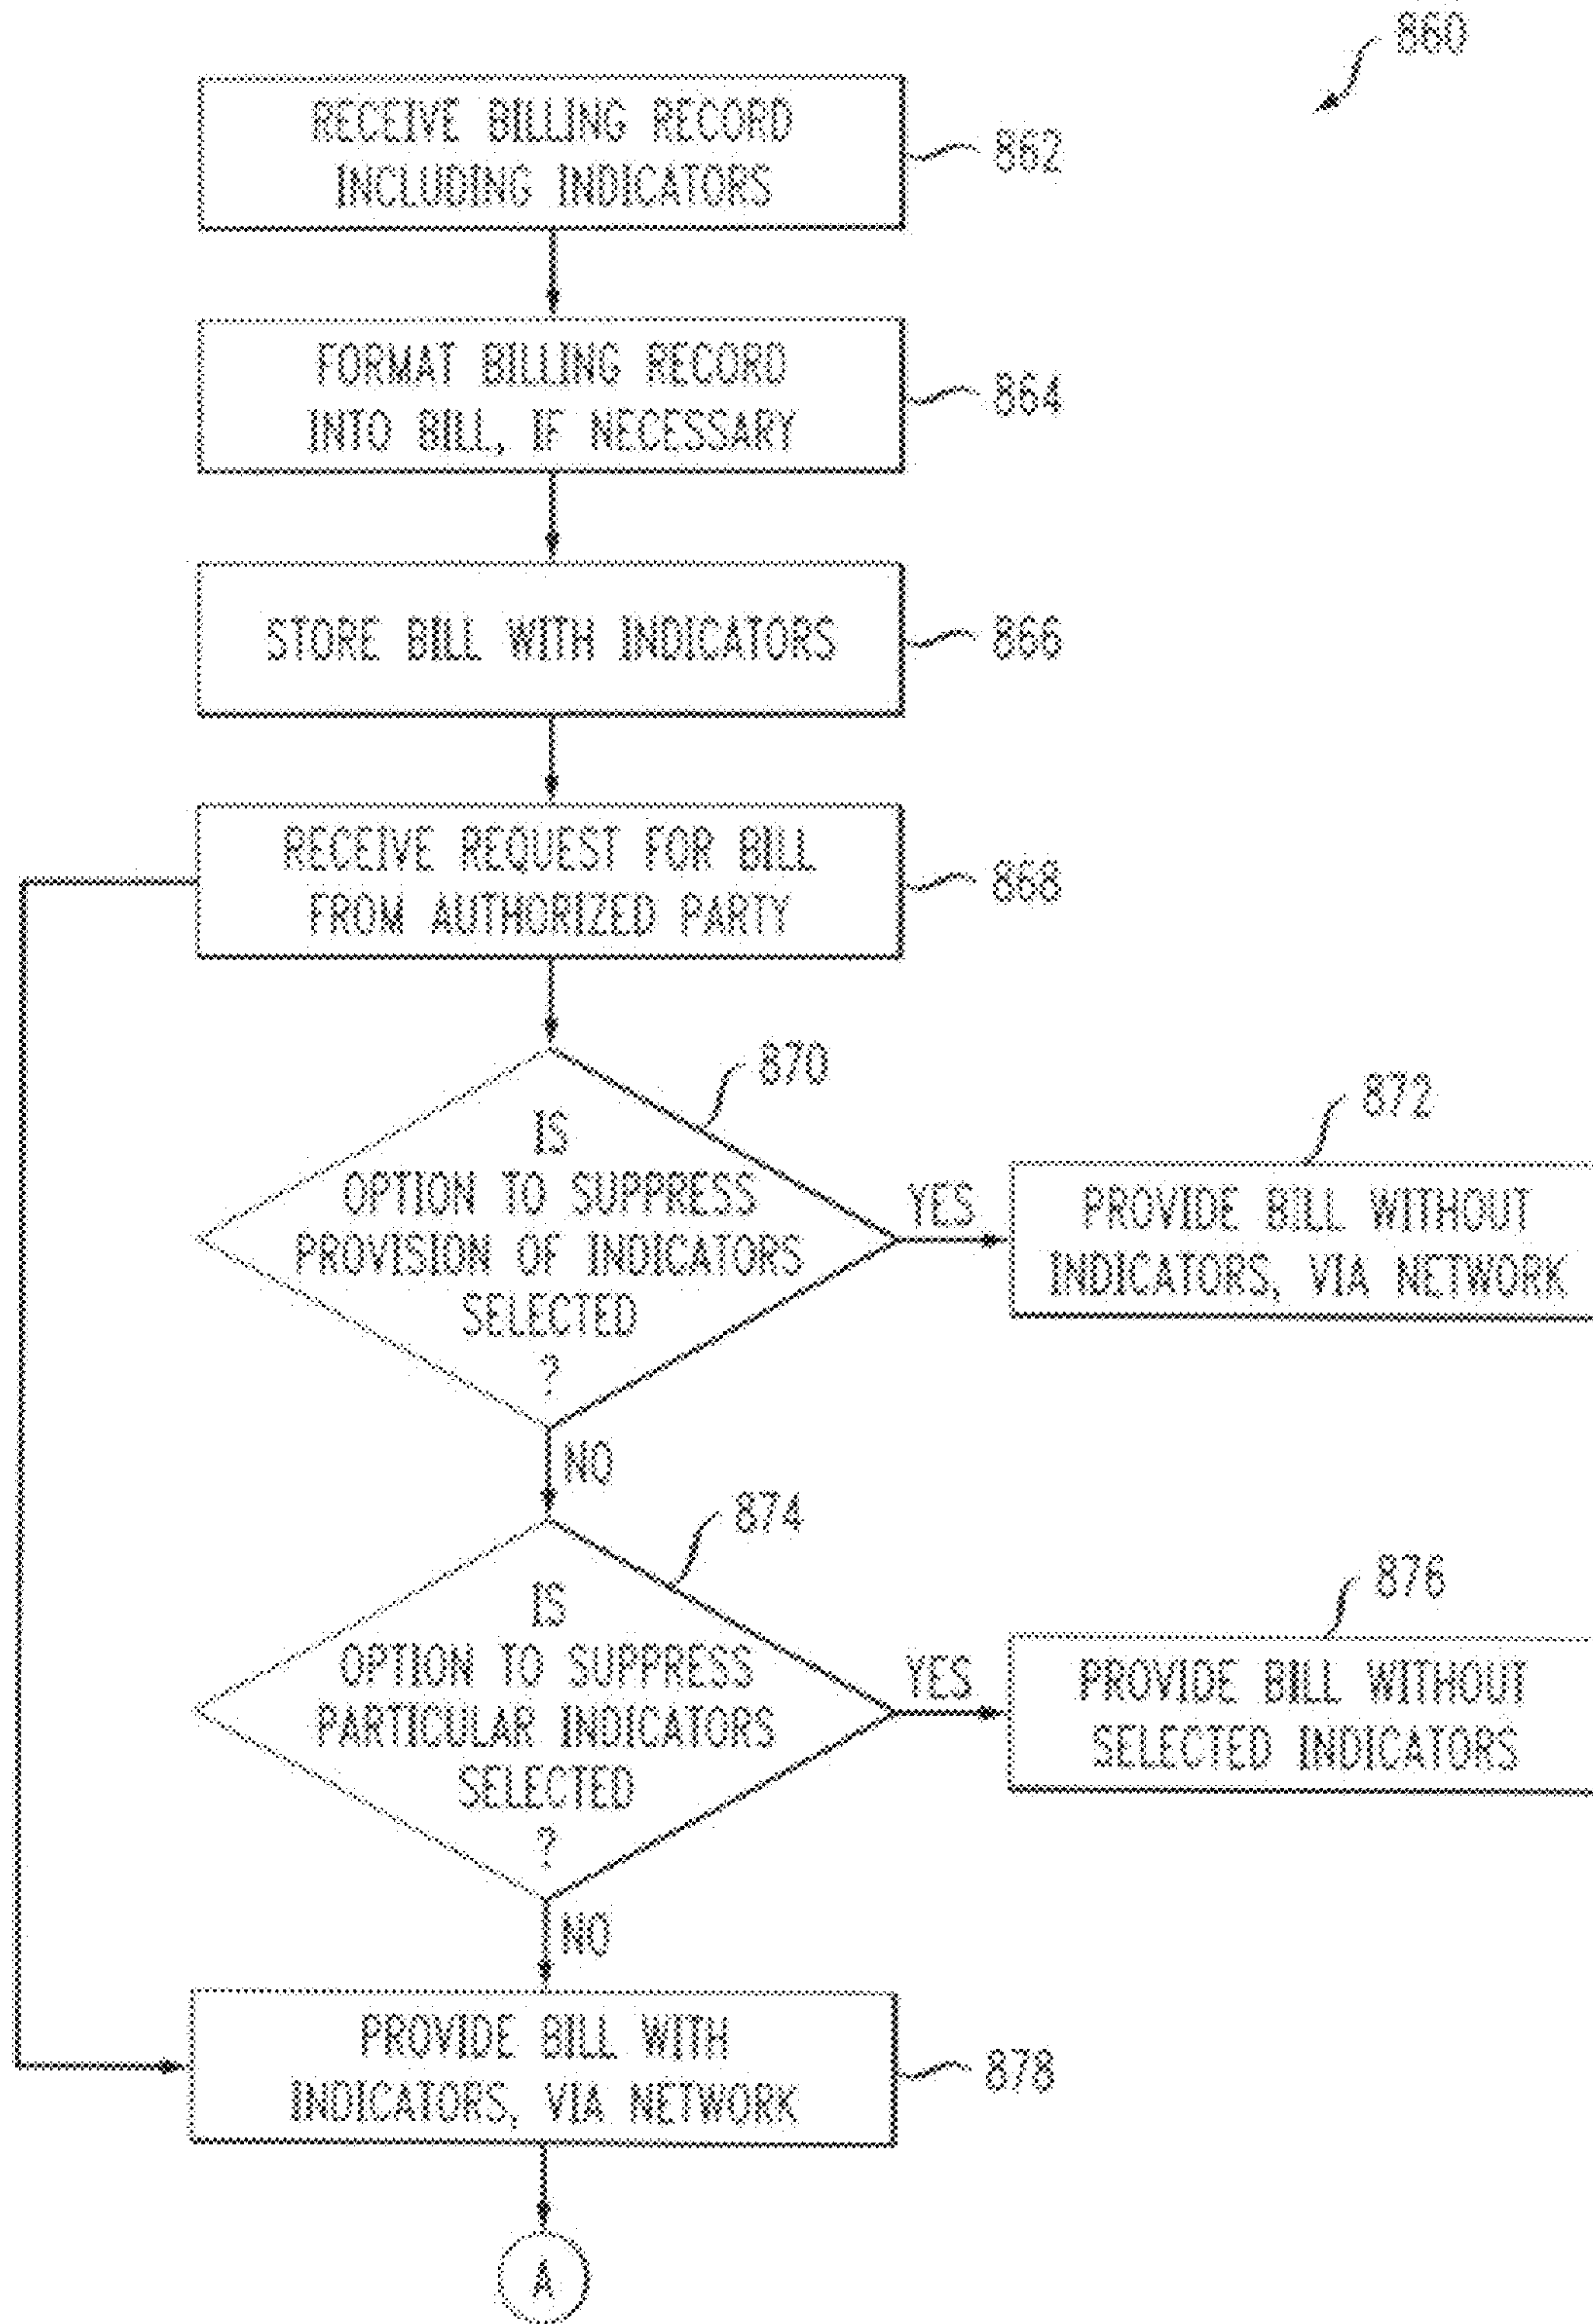 860
RECEIVE BILLING RECORD
INCLUDING INDICATORS
862
FORMAT BILLING RECORD
INTO BILL, IF NECESSARY
864
STORE BILL WITH INDICATORS
866
RECEIVE REQUEST FOR BILL
FROM AUTHORIZED PARTY
868
870
IS
OPTION TO SUPPRESS
PROVISION OF INDICATORS
SELECTED
?
YES
872
PROVIDE BILL WITHOUT
INDICATORS, VIA NETWORK
NO
874
IS
OPTION TO SUPPRESS
PARTICULAR INDICATORS
SELECTED
?
YES
876
PROVIDE BILL WITHOUT
SELECTED INDICATORS
NO
PROVIDE BILL WITH
INDICATORS, VIA NETWORK
878
A